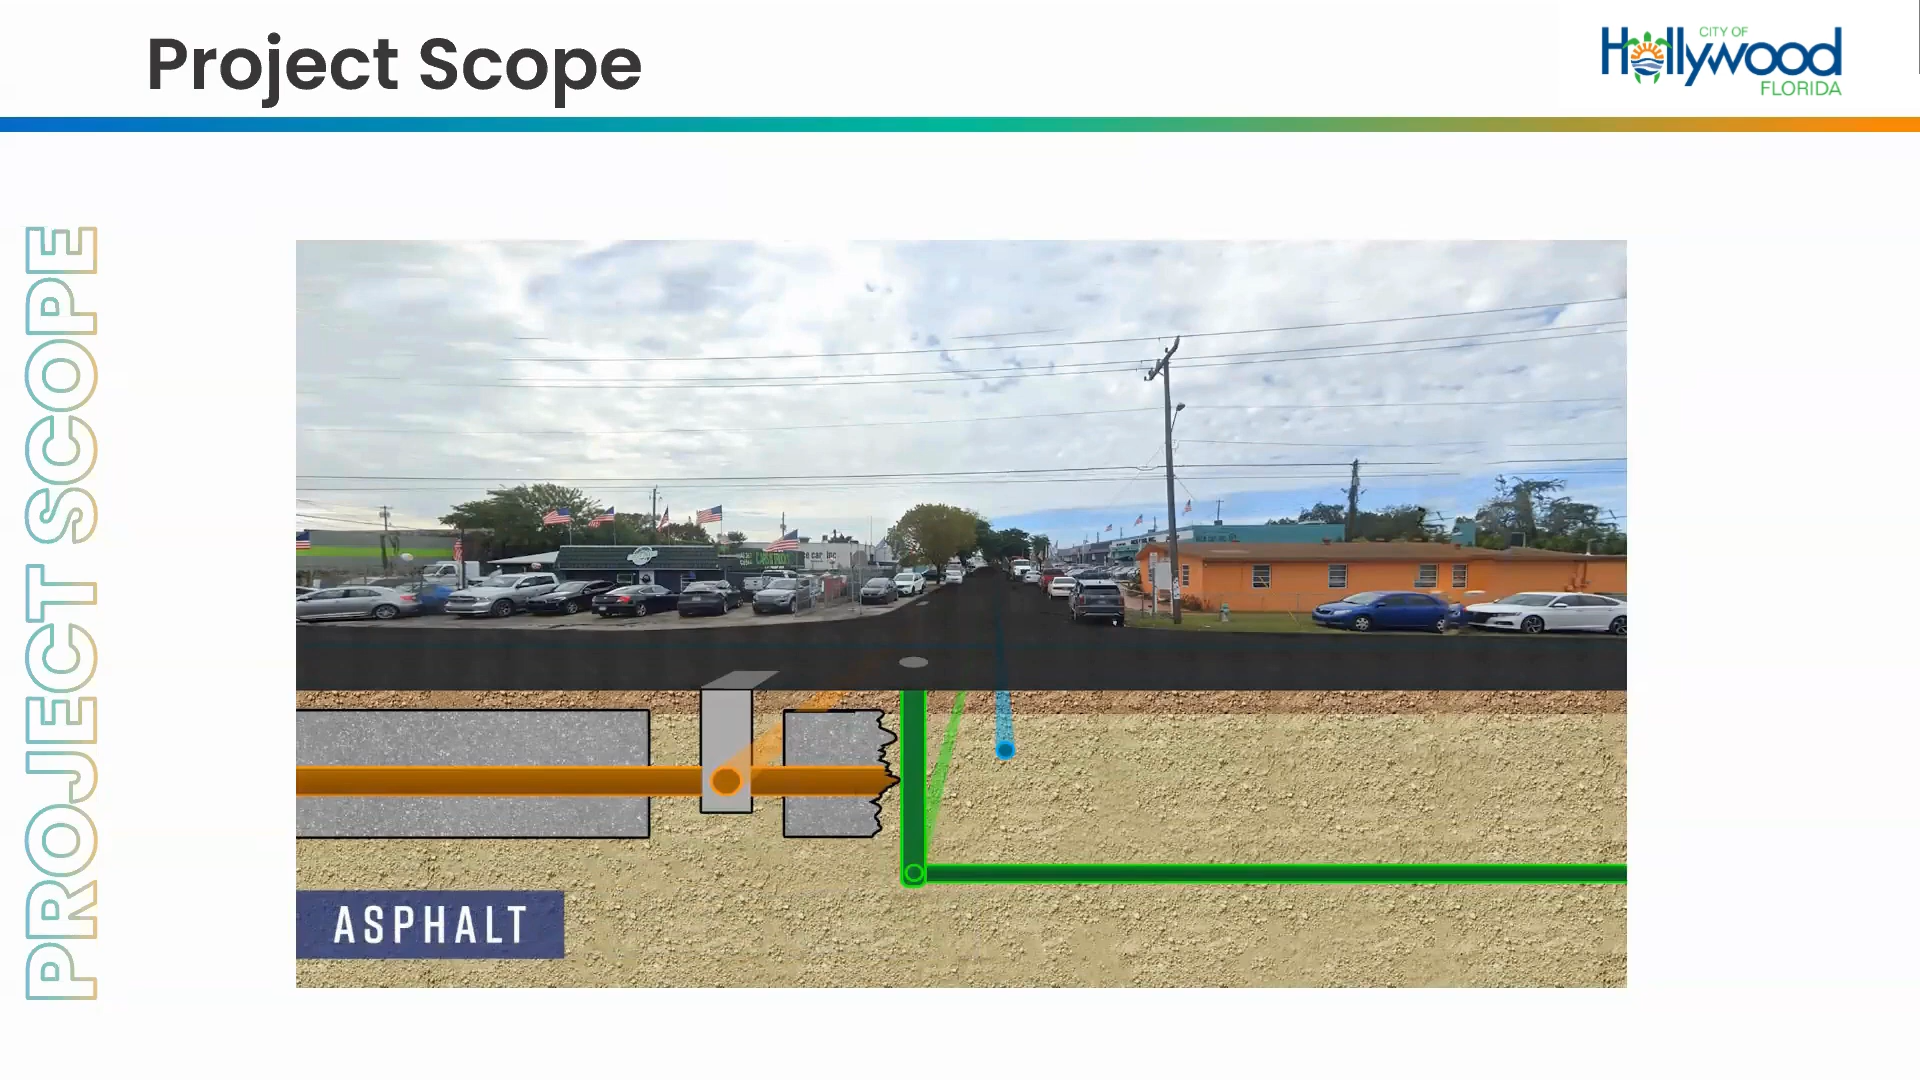 Project Scope
CITY OF
Hollywood
FLORIDA
PROJECT SCOPE
ASPHALT